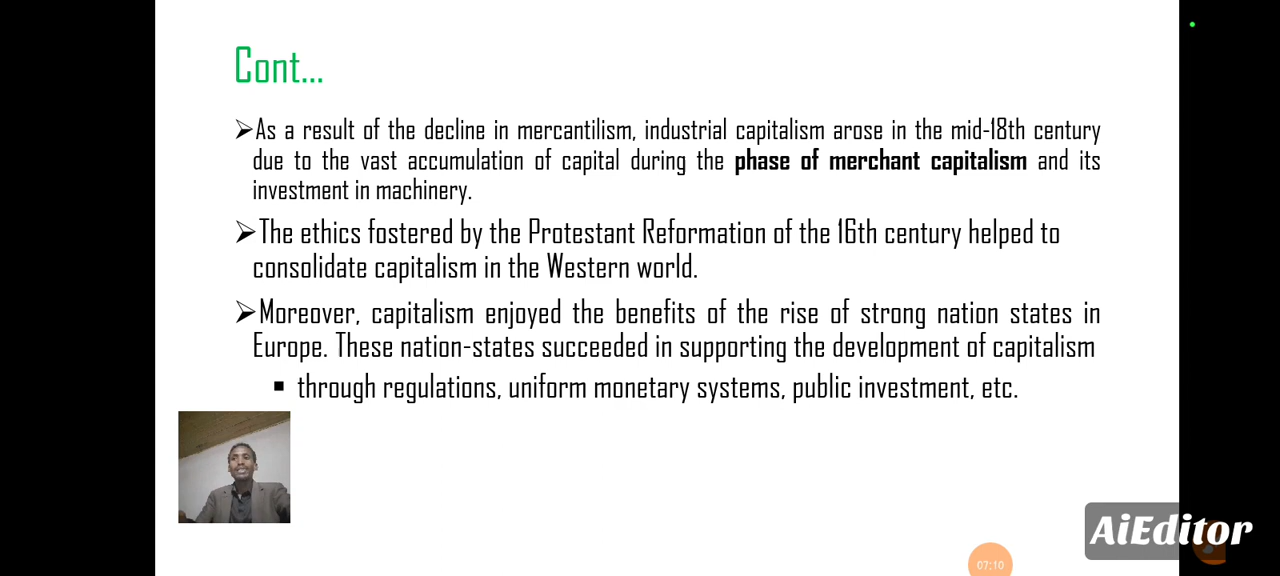 Cont...
➢As a result of the decline in mercantilism, industrial capitalism arose in the mid-18th century
due to the vast accumulation of capital during the phase of merchant capitalism and its
investment in machinery.
➢The ethics fostered by the Protestant Reformation of the 16th century helped to
consolidate capitalism in the Western world.
➢Moreover, capitalism enjoyed the benefits of the rise of strong nation states in
Europe. These nation-states succeeded in supporting the development of capitalism
▪ through regulations, uniform monetary systems, public investment, etc.
AiEditor
07:10